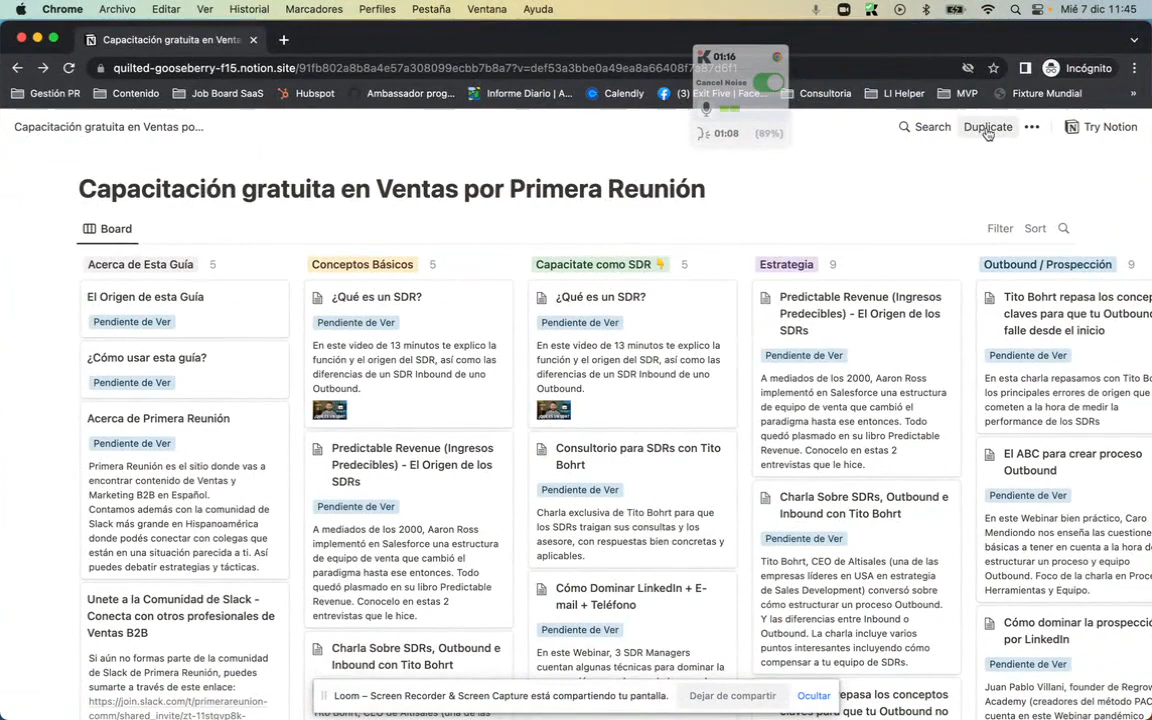 Chrome Archivo Editar Ver Historial Marcadores Perfiles Pestaña Ventana Ayuda Mié 7 dic 11:45
Capacitación gratuita en Venta
quilted-gooseberry-f15.notion.site/91fb802a8b8a4e57a308099ecbb7b8a7?v=def53a3bbe0a49ea8a66408f7a87d6f1 Incógnito
Gestión PR Contenido Job Board SaaS Hubspot Ambassador prog... Informe Diario | A... Calendly (3) Exit Five | Face... Consultoria LI Helper MVP Fixture Mundial »
01:16
Cancel Noise
01:08 (89%)
Capacitación gratuita en Ventas po... Search Duplicate ••• Try Notion
Capacitación gratuita en Ventas por Primera Reunión
Board Filter Sort
Acerca de Esta Guía 5
El Origen de esta Guía
Pendiente de Ver
¿Cómo usar esta guía?
Pendiente de Ver
Acerca de Primera Reunión
Pendiente de Ver
Primera Reunión es el sitio donde vas a
encontrar contenido de Ventas y
Marketing B2B en Español.
Contamos además con la comunidad de
Slack más grande en Hispanoamérica
donde podés conectar con colegas que
están en una situación parecida a ti. Así
puedes debatir estrategias y tácticas.
Unete a la Comunidad de Slack -
Conecta con otros profesionales de
Ventas B2B
Si aún no formas parte de la comunidad
de Slack de Primera Reunión, puedes
sumarte a través de este enlace:
https://join.slack.com/t/primerareunion-
comm/shared_invite/zt-11stqvp8k-
Conceptos Básicos 5
¿Qué es un SDR?
Pendiente de Ver
En este video de 13 minutos te explico la
función y el origen del SDR, así como las
diferencias de un SDR Inbound de uno
Outbound.
Predictable Revenue (Ingresos
Predecibles) - El Origen de los
SDRs
Pendiente de Ver
A mediados de los 2000, Aaron Ross
implementó en Salesforce una estructura
de equipo de venta que cambió el
paradigma hasta ese entonces. Todo
quedó plasmado en su libro Predictable
Revenue. Conocelo en estas 2
entrevistas que le hice.
Charla Sobre SDRs, Outbound e
Inbound con Tito Bohrt
Capacitate como SDR 👇 5
¿Qué es un SDR?
Pendiente de Ver
En este video de 13 minutos te explico la
función y el origen del SDR, así como las
diferencias de un SDR Inbound de uno
Outbound.
Consultorio para SDRs con Tito
Bohrt
Pendiente de Ver
Charla exclusiva de Tito Bohrt para que
los SDRs traigan sus consultas y los
asesore, con respuestas bien concretas y
aplicables.
Cómo Dominar LinkedIn + E-
mail + Teléfono
Pendiente de Ver
En este Webinar, 3 SDR Managers
cuentan algunas técnicas para dominar la
Estrategia 9
Predictable Revenue (Ingresos
Predecibles) - El Origen de los
SDRs
Pendiente de Ver
A mediados de los 2000, Aaron Ross
implementó en Salesforce una estructura
de equipo de venta que cambió el
paradigma hasta ese entonces. Todo
quedó plasmado en su libro Predictable
Revenue. Conocelo en estas 2
entrevistas que le hice.
Charla Sobre SDRs, Outbound e
Inbound con Tito Bohrt
Pendiente de Ver
Tito Bohrt, CEO de Altisales (una de las
empresas líderes en USA en estrategia
de Sales Development) conversó sobre
cómo estructurar un proceso Outbound.
Y las diferencias entre Inbound o
Outbound. La charla incluye varios
puntos interesantes incluyendo cómo
compensar a tu equipo de SDRs.
repasa los conceptos
claves para que tu Outbound no
Outbound / Prospección 9
Tito Bohrt repasa los concep
claves para que tu Outbound
falle desde el inicio
Pendiente de Ver
En esta charla repasamos con Tito Bo
los principales errores de origen que
cometen a la hora de medir la
performance de los SDRs
El ABC para crear proceso
Outbound
Pendiente de Ver
En este Webinar bien práctico, Caro
Mendiondo nos enseña las cuestione
básicas a tener en cuenta a la hora de
estructurar un proceso y equipo
Outbound. Foco de la charla en Proce
Herramientas y Equipo.
Cómo dominar la prospecció
por LinkedIn
Pendiente de Ver
Juan Pablo Villani, founder de Regrow
Academy (creadores del método PAC
cuenta en este Webinar pandémico
Loom – Screen Recorder & Screen Capture está compartiendo tu pantalla. Dejar de compartir Ocultar